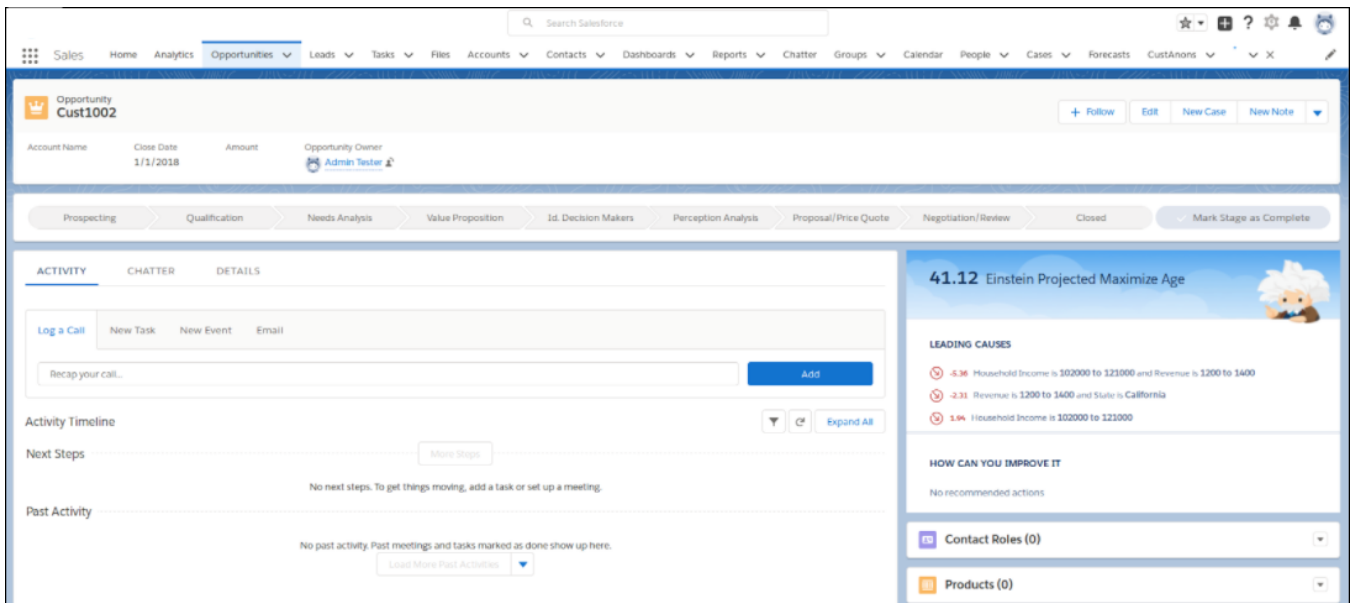 Search Salesforce
Sales Home Analytics Opportunities Leads Tasks Files Accounts Contacts Dashboards Reports Chatter Groups Calendar People Cases Forecasts CustAnons
Opportunity
Cust1002
+ Follow Edit New Case New Note
Account Name Close Date Amount Opportunity Owner
1/1/2018 Admin Tester
Prospecting Qualification Needs Analysis Value Proposition Id. Decision Makers Perception Analysis Proposal/Price Quote Negotiation/Review Closed Mark Stage as Complete
ACTIVITY CHATTER DETAILS
Log a Call New Task New Event Email
Recap your call... Add
Activity Timeline Expand All
Next Steps More Steps
No next steps. To get things moving, add a task or set up a meeting.
Past Activity
No past activity. Past meetings and tasks marked as done show up here.
Load More Past Activities
41.12 Einstein Projected Maximize Age
LEADING CAUSES
-5.36 Household Income is 102000 to 121000 and Revenue is 1200 to 1400
-2.31 Revenue is 1200 to 1400 and State is California
1.94 Household Income is 102000 to 121000
HOW CAN YOU IMPROVE IT
No recommended actions
Contact Roles (0)
Products (0)